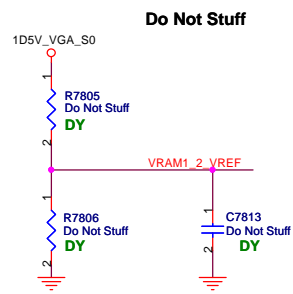 Do Not Stuff
1D5V_VGA_S0
1
R7805
Do Not Stuff
DY
2
VRAM1_2_VREF
1
R7806
Do Not Stuff
DY
2
1
C7813
Do Not Stuff
DY
2